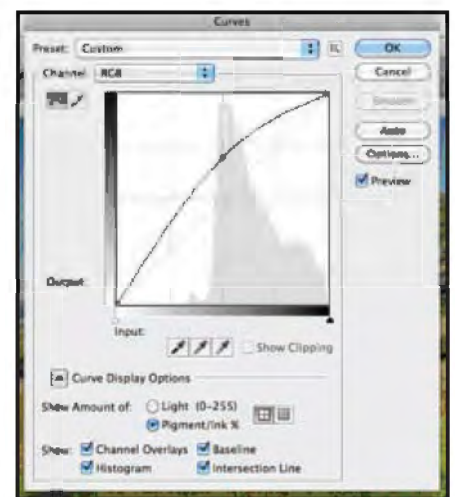 Curves
Preset: Custom
OK
Channel RGB
Cancel
Smooth
Auto
Options...
Preview
Output:
Input:
Show Clipping
Curve Display Options
Show Amount of: Light (0-255)
Pigment/Ink %
Show: Channel Overlays Baseline
Histogram Intersection Line